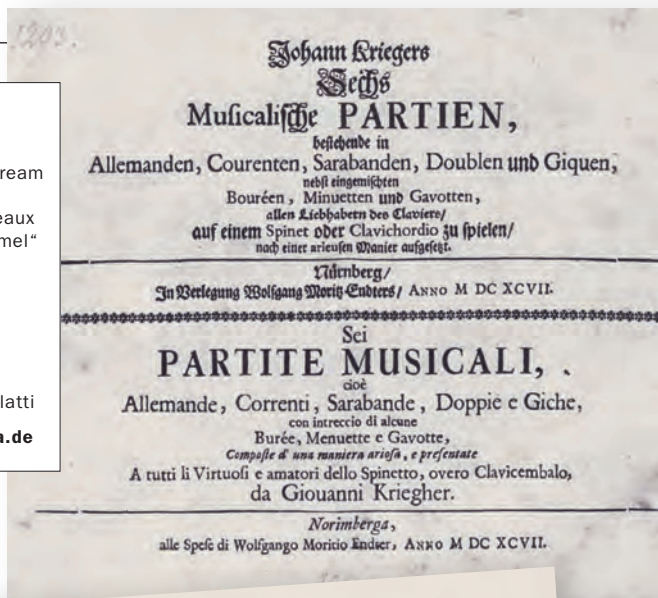 1203.
ream
eaux
mel“
latti
a.de
Johann Kriegers
Sechs
Muſicaliſche PARTIEN,
beſtehende in
Allemanden, Courenten, Sarabanden, Doublen und Giquen,
nebſt eingemiſchten
Bouréen, Minuetten und Gavotten,
allen Liebhabern des Claviers/
auf einem Spinet oder Clavichordio zu ſpielen/
nach einer arieuſen Manier aufgeſetzt.
Nürnberg/
In Verlegung Wolfgang Moritz Endters/ ANNO M DC XCVII.
Sei
PARTITE MUSICALI, .
cioè
Allemande, Correnti, Sarabande, Doppie e Giche,
con intreccio di alcune
Burée, Menuette e Gavotte,
Compoſte d' una maniera arioſa, e preſentate
A tutti li Virtuoſi e amatori dello Spinetto, overo Clavicembalo,
da Giouanni Kriegher.
Norimberga,
alle Speſe di Wolfgango Moritio Endter, ANNO M DC XCVII.